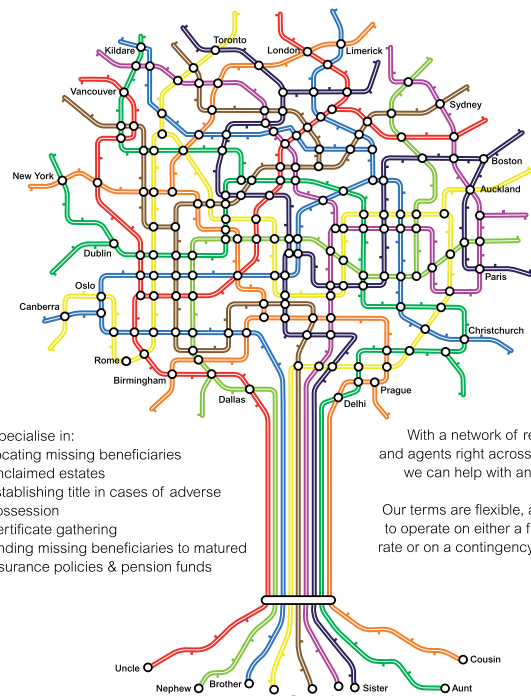 Toronto
Kildare
London
Limerick
Vancouver
Sydney
Boston
New York
Auckland
Dublin
Paris
Oslo
Canberra
Christchurch
Rome
Birmingham
Prague
Dallas
Delhi
specialise in:
ocating missing beneficiaries
nclaimed estates
stablishing title in cases of adverse
ossession
ertificate gathering
nding missing beneficiaries to matured
surance policies & pension funds
With a network of re
and agents right across
we can help with an
Our terms are flexible, a
to operate on either a f
rate or on a contingency
Uncle
Cousin
Nephew
Brother
Sister
Aunt